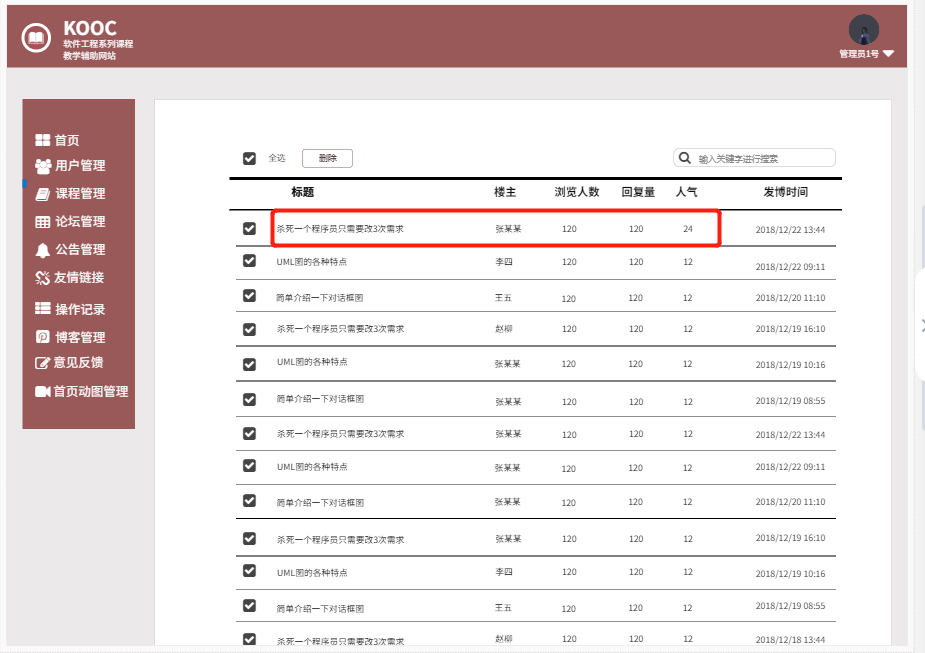 KOOC
软件工程系列课程
教学辅助网站
管理员1号
首页
用户管理
课程管理
论坛管理
公告管理
友情链接
操作记录
博客管理
意见反馈
首页动图管理
全选 删除 输入关键字进行搜索
标题 楼主 浏览人数 回复量 人气 发博时间
杀死一个程序员只需要改3次需求 张某某 120 120 24 2018/12/22 13:44
UML图的各种特点 李四 120 120 12 2018/12/22 09:11
简单介绍一下对话框图 王五 120 120 12 2018/12/20 11:10
杀死一个程序员只需要改3次需求 赵柳 120 120 12 2018/12/19 16:10
UML图的各种特点 张某某 120 120 12 2018/12/19 10:16
简单介绍一下对话框图 张某某 120 120 12 2018/12/19 08:55
杀死一个程序员只需要改3次需求 张某某 120 120 12 2018/12/22 13:44
UML图的各种特点 张某某 120 120 12 2018/12/22 09:11
简单介绍一下对话框图 张某某 120 120 12 2018/12/20 11:10
杀死一个程序员只需要改3次需求 张某某 120 120 12 2018/12/19 16:10
UML图的各种特点 李四 120 120 12 2018/12/19 10:16
简单介绍一下对话框图 王五 120 120 12 2018/12/19 08:55
杀死一个程序员只需要改3次需求 赵柳 120 120 12 2018/12/18 13:44